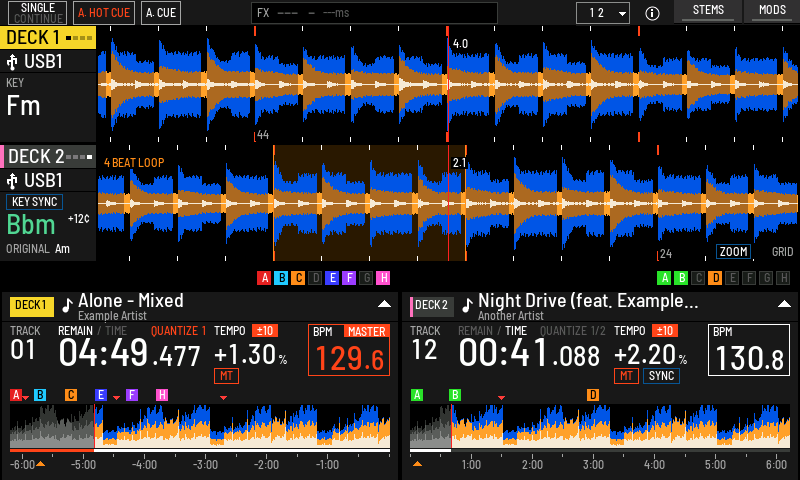 SINGLE
CONTINUE
A. HOT CUE
A. CUE
FX --- - ---ms
1 2
STEMS
MODS
DECK 1
USB1
KEY
Fm
4.0
44
DECK 2
USB1
KEY SYNC
Bbm +12¢
ORIGINAL Am
4 BEAT LOOP
2.1
24
ZOOM
GRID
A B C D E F G H
A B C D E F G H
DECK1
Alone - Mixed
Example Artist
TRACK
01
REMAIN / TIME
QUANTIZE 1
04:49.477
TEMPO ±10
+1.30%
MT
BPM MASTER
129.6
A B C E F H
-6:00 -5:00 -4:00 -3:00 -2:00 -1:00
DECK2
Night Drive (feat. Example...
Another Artist
TRACK
12
REMAIN / TIME
QUANTIZE 1/2
00:41.088
TEMPO ±10
+2.20%
MT SYNC
BPM
130.8
A B D
1:00 2:00 3:00 4:00 5:00 6:00